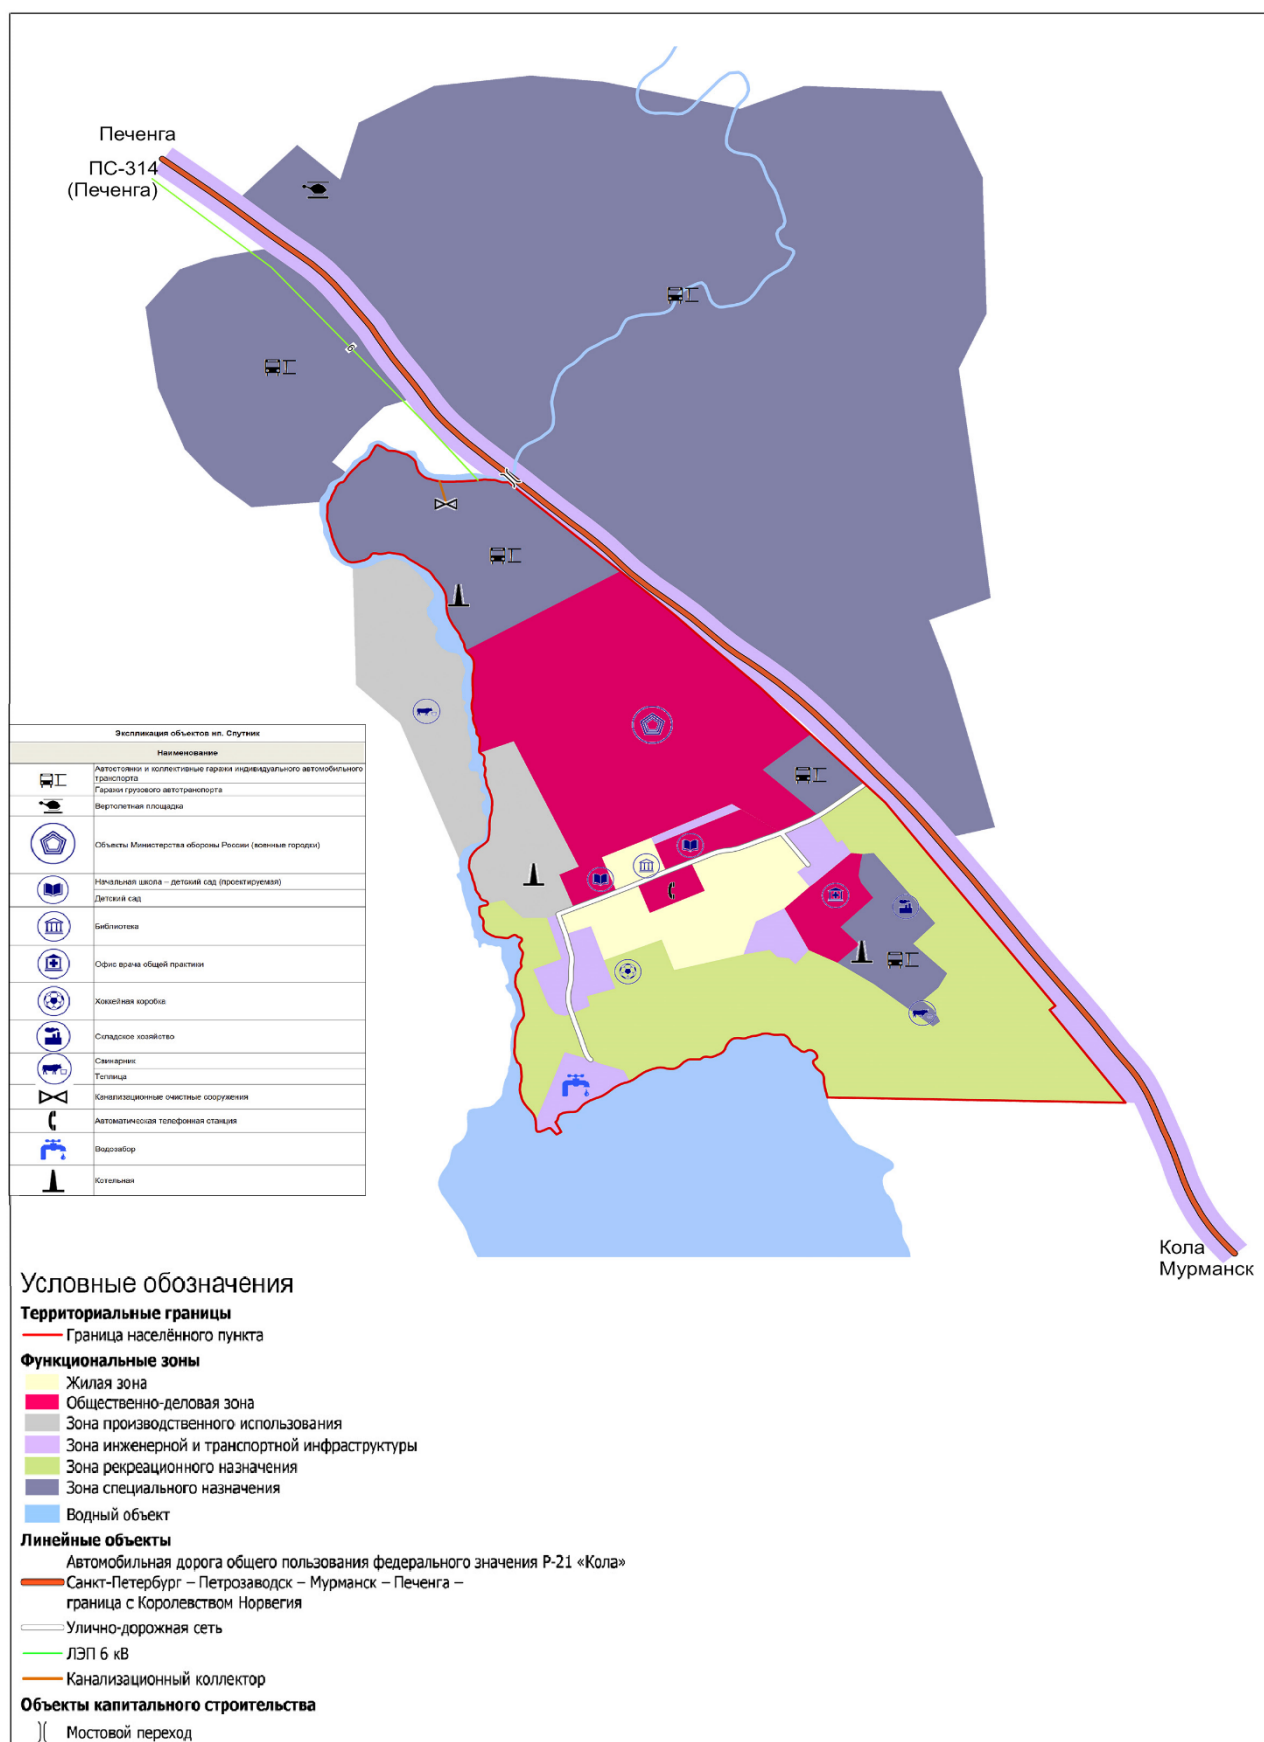 Печенга
ПС-314
(Печенга)
6
Экспликация объектов нп. Спутник
Наименование
Автостоянки и коллективные гаражи индивидуального автомобильного
транспорта
Гаражи грузового автотранспорта
Вертолетная площадка
Объекты Министерства обороны России (военные городки)
Начальная школа – детский сад (проектируемая)
Детский сад
Библиотека
Офис врача общей практики
Хоккейная коробка
Складское хозяйство
Свинарник
Теплица
Канализационные очистные сооружения
Автоматическая телефонная станция
Водозабор
Котельная
Кола
Мурманск
Условные обозначения
Территориальные границы
Граница населённого пункта
Функциональные зоны
Жилая зона
Общественно-деловая зона
Зона производственного использования
Зона инженерной и транспортной инфраструктуры
Зона рекреационного назначения
Зона специального назначения
Водный объект
Линейные объекты
Автомобильная дорога общего пользования федерального значения Р-21 «Кола»
Санкт-Петербург – Петрозаводск – Мурманск – Печенга –
граница с Королевством Норвегия
Улично-дорожная сеть
ЛЭП 6 кВ
Канализационный коллектор
Объекты капитального строительства
Мостовой переход